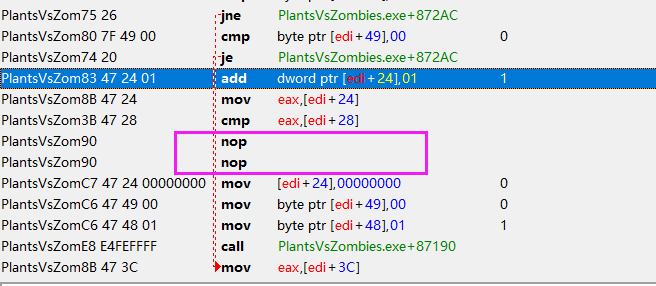 PlantsVsZom75 26 jne PlantsVsZombies.exe+872AC
PlantsVsZom80 7F 49 00 cmp byte ptr [edi+49],00 0
PlantsVsZom74 20 je PlantsVsZombies.exe+872AC
PlantsVsZom83 47 24 01 add dword ptr [edi+24],01 1
PlantsVsZom8B 47 24 mov eax,[edi+24]
PlantsVsZom3B 47 28 cmp eax,[edi+28]
PlantsVsZom90 nop
PlantsVsZom90 nop
PlantsVsZomC7 47 24 00000000 mov [edi+24],00000000 0
PlantsVsZomC6 47 49 00 mov byte ptr [edi+49],00 0
PlantsVsZomC6 47 48 01 mov byte ptr [edi+48],01 1
PlantsVsZomE8 E4FEFFFF call PlantsVsZombies.exe+87190
PlantsVsZom8B 47 3C mov eax,[edi+3C]